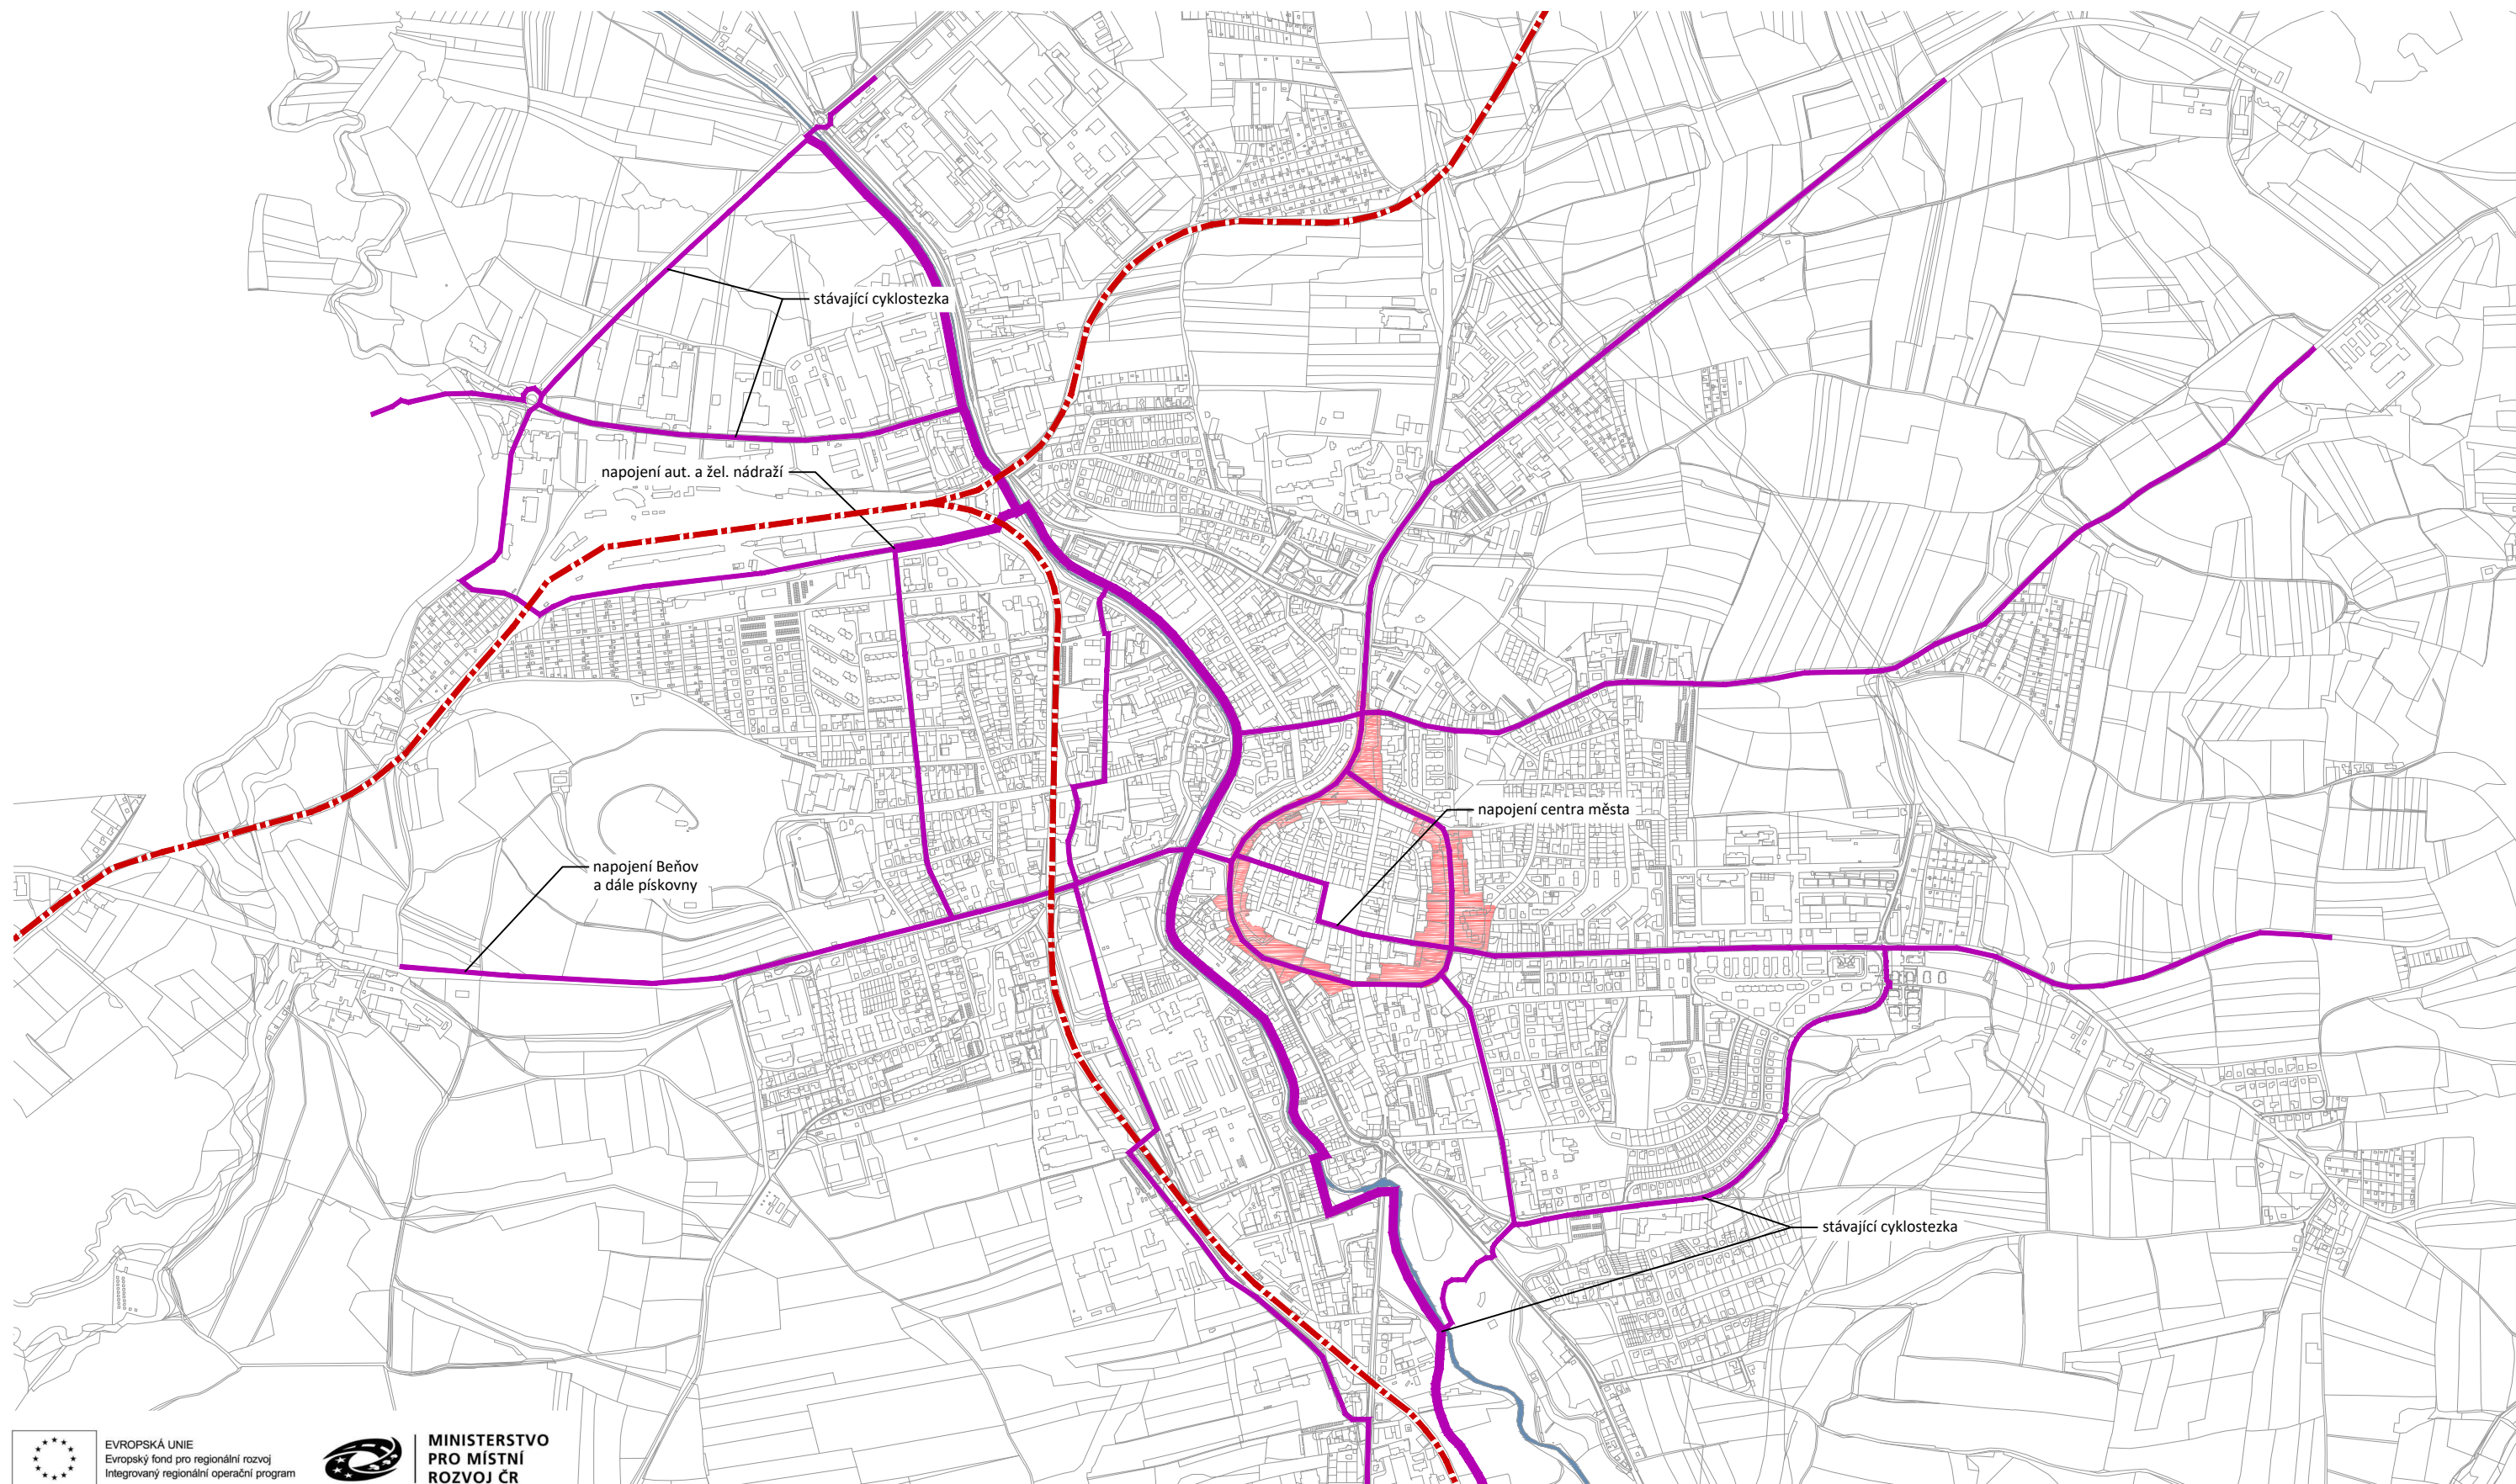 stávající cyklostezka
napojení aut. a žel. nádraží
napojení centra města
napojení Beňov
a dále pískovny
stávající cyklostezka
EVROPSKÁ UNIE
Evropský fond pro regionální rozvoj
Integrovaný regionální operační program
MINISTERSTVO
PRO MÍSTNÍ
ROZVOJ ČR